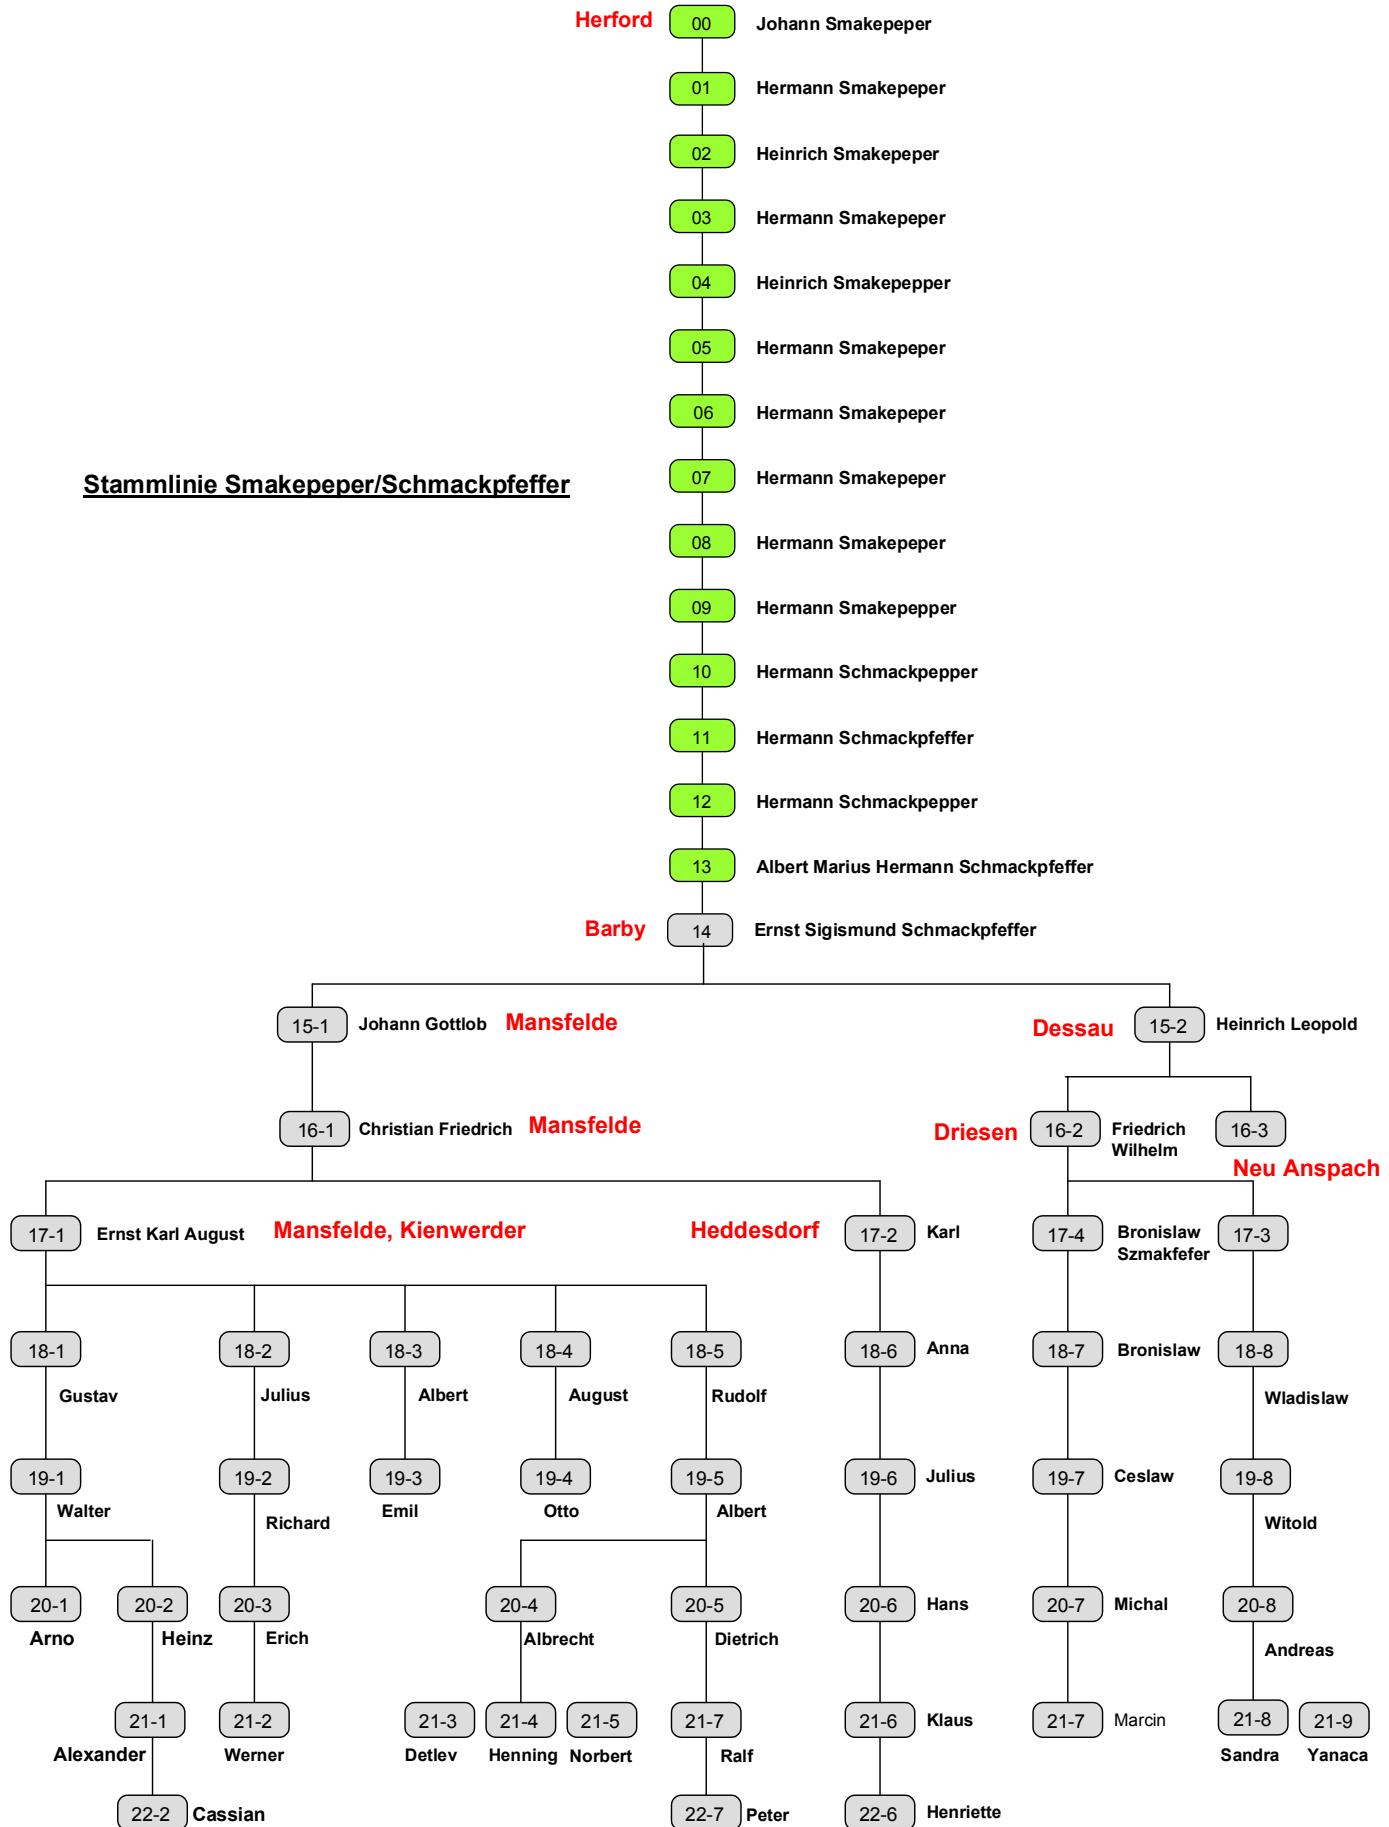 Herford 00 Johann Smakepeper
01 Hermann Smakepeper
02 Heinrich Smakepeper
03 Hermann Smakepeper
04 Heinrich Smakepepper
05 Hermann Smakepeper
06 Hermann Smakepeper
07 Hermann Smakepeper
Stammlinie Smakepeper/Schmackpfeffer
08 Hermann Smakepeper
09 Hermann Smakepepper
10 Hermann Schmackpepper
11 Hermann Schmackpfeffer
12 Hermann Schmackpepper
13 Albert Marius Hermann Schmackpfeffer
Barby 14 Ernst Sigismund Schmackpfeffer
15-1 Johann Gottlob Mansfelde Dessau 15-2 Heinrich Leopold
16-1 Christian Friedrich Mansfelde Driesen 16-2 Friedrich 16-3
Wilhelm
Neu Anspach
17-1 Ernst Karl August Mansfelde, Kienwerder Heddesdorf 17-2 Karl 17-4 Bronislaw 17-3
Szmakfefer
18-1 18-2 18-3 18-4 18-5 18-6 Anna 18-7 Bronislaw 18-8
Gustav Julius Albert August Rudolf Wladislaw
19-1 19-2 19-3 19-4 19-5 19-6 Julius 19-7 Ceslaw 19-8
Walter Emil Otto Albert
Richard Witold
20-1 20-2 20-3 20-4 20-5 20-6 Hans 20-7 Michal 20-8
Arno Heinz Erich Albrecht Dietrich
Andreas
21-1 21-2 21-3 21-4 21-5 21-7 21-6 Klaus 21-7 Marcin 21-8 21-9
Alexander Werner Detlev Henning Norbert Ralf Sandra Yanaca
22-2 Cassian 22-7 Peter 22-6 Henriette